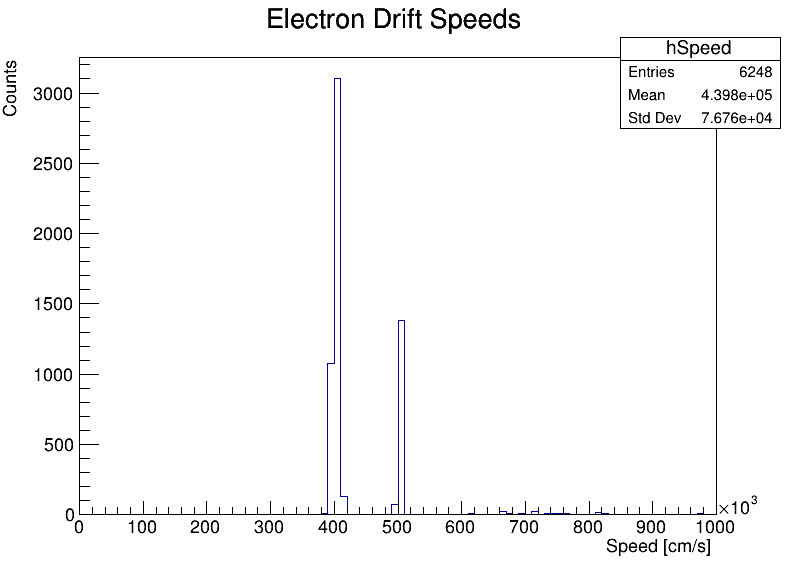 Electron Drift Speeds
hSpeed
Entries 6248
Mean 4.398e+05
Std Dev 7.676e+04
Counts
3000
2500
2000
1500
1000
500
0
0 100 200 300 400 500 600 700 800 900 1000
×10³
Speed [cm/s]